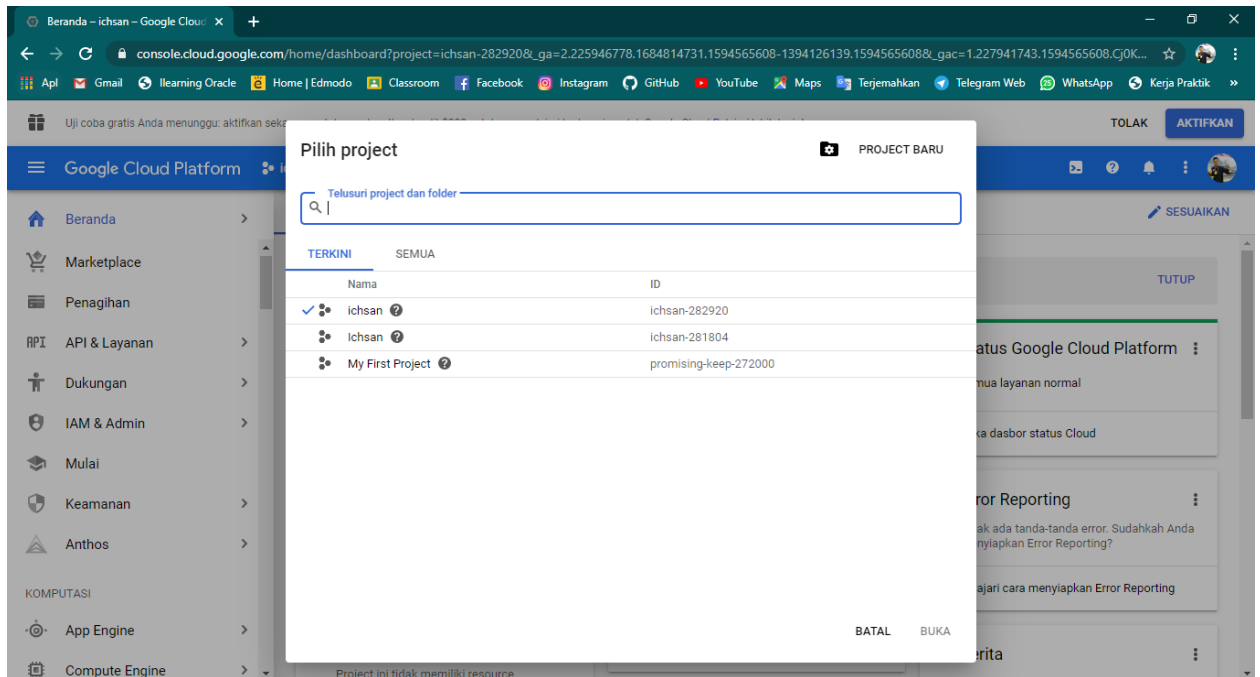 Beranda – ichsan – Google Cloud
console.cloud.google.com/home/dashboard?project=ichsan-282920&_ga=2.225946778.1684814731.1594565608-1394126139.1594565608&_gac=1.227941743.1594565608.Cj0K...
Apl Gmail Ilearning Oracle Home | Edmodo Classroom Facebook Instagram GitHub YouTube Maps Terjemahkan Telegram Web WhatsApp Kerja Praktik »
Uji coba gratis Anda menunggu: aktifkan seka
TOLAK AKTIFKAN
Google Cloud Platform
Pilih project
PROJECT BARU
Telusuri project dan folder
TERKINI SEMUA
Nama ID
ichsan ichsan-282920
Ichsan ichsan-281804
My First Project promising-keep-272000
BATAL BUKA
Beranda
Marketplace
Penagihan
API API & Layanan
Dukungan
IAM & Admin
Mulai
Keamanan
Anthos
KOMPUTASI
App Engine
Compute Engine
SESUAIKAN
TUTUP
atus Google Cloud Platform
mua layanan normal
ka dasbor status Cloud
ror Reporting
ak ada tanda-tanda error. Sudahkah Anda
nyiapkan Error Reporting?
ajari cara menyiapkan Error Reporting
erita
Project ini tidak memiliki resource